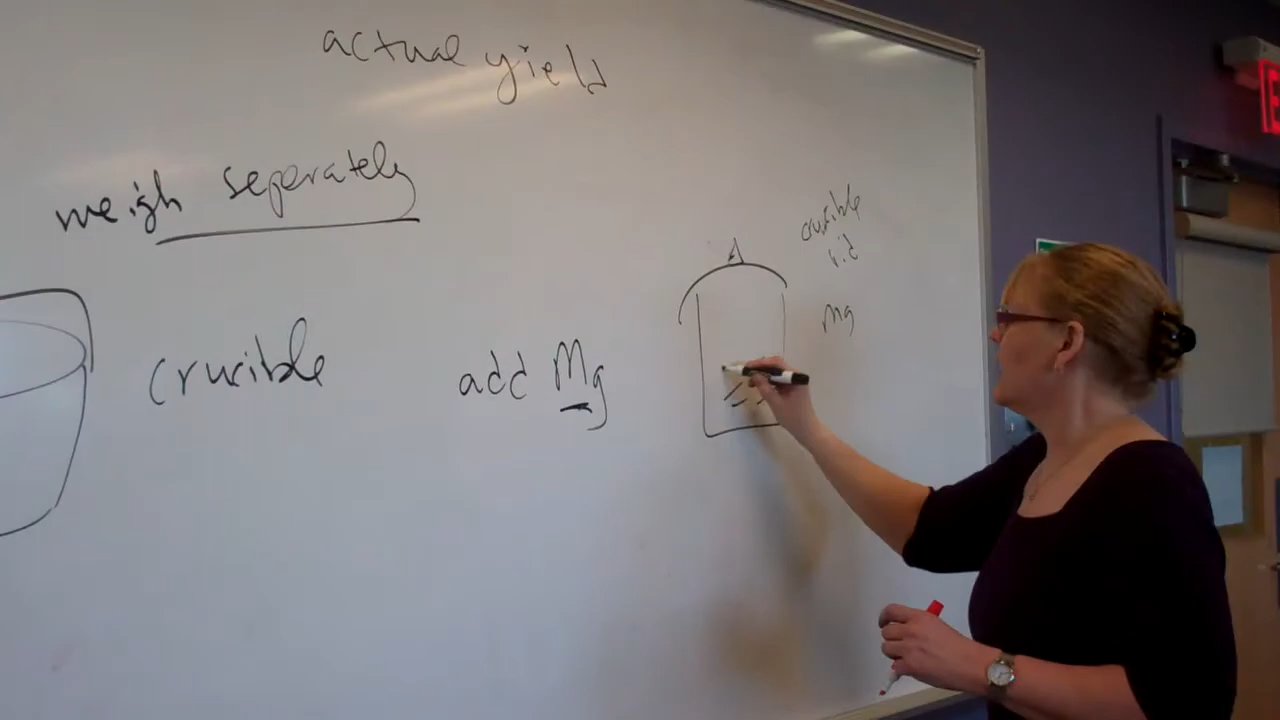 actual yield
weigh seperately
crucible
add Mg
crucible
lid
Mg